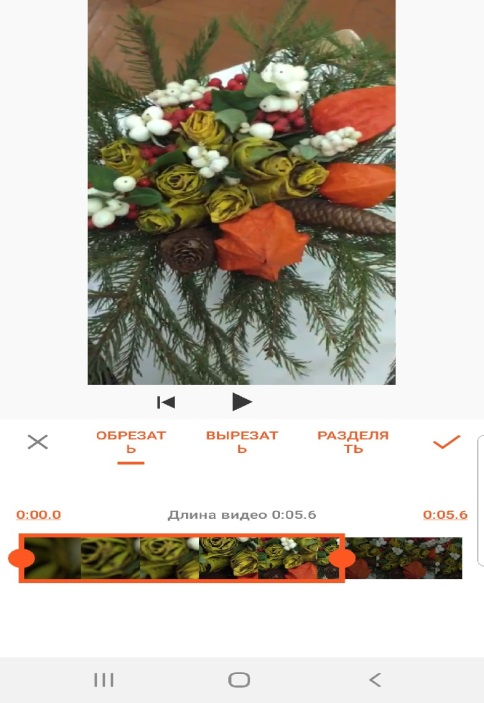 ОБРЕЗАТ ВЫРЕЗАТ РАЗДЕЛЯ
Ь Ь ТЬ
0:00.0 Длина видео 0:05.6 0:05.6